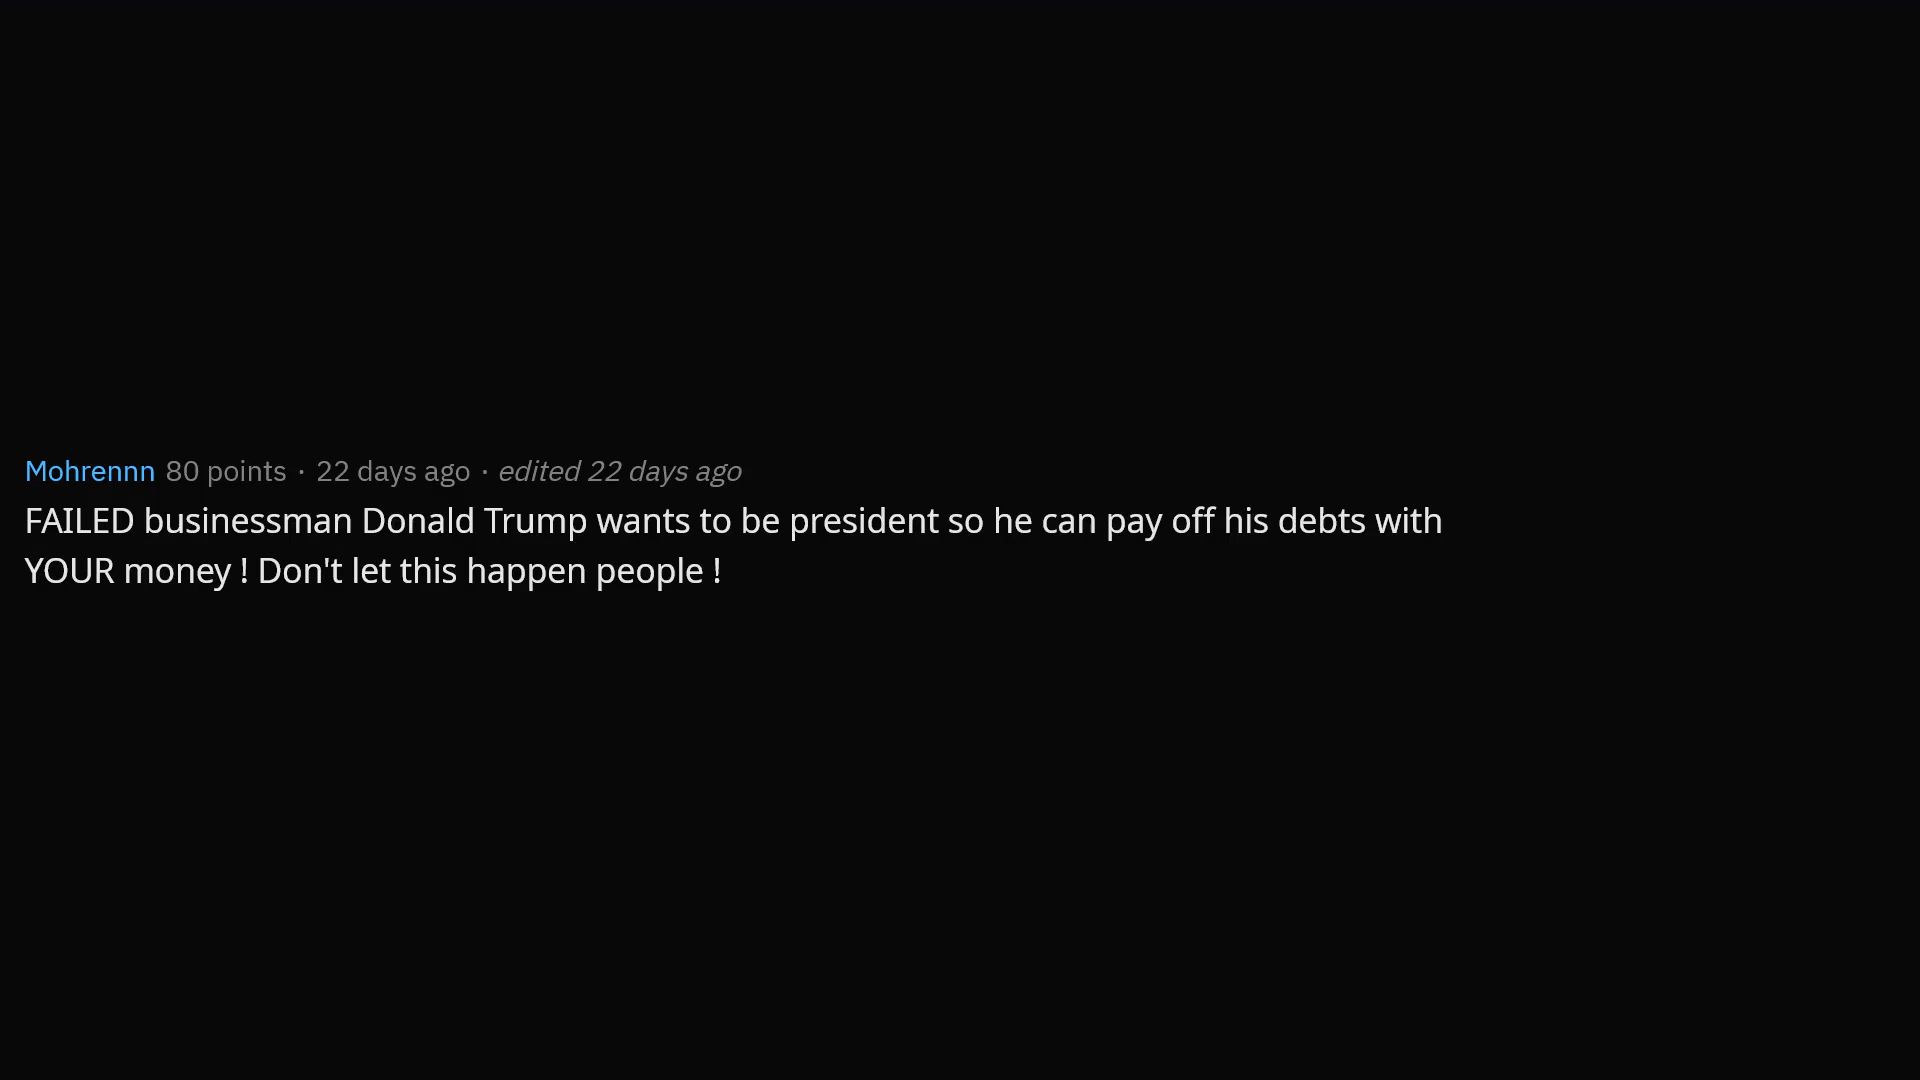 Mohrennn 80 points · 22 days ago · edited 22 days ago
FAILED businessman Donald Trump wants to be president so he can pay off his debts with
YOUR money ! Don't let this happen people !